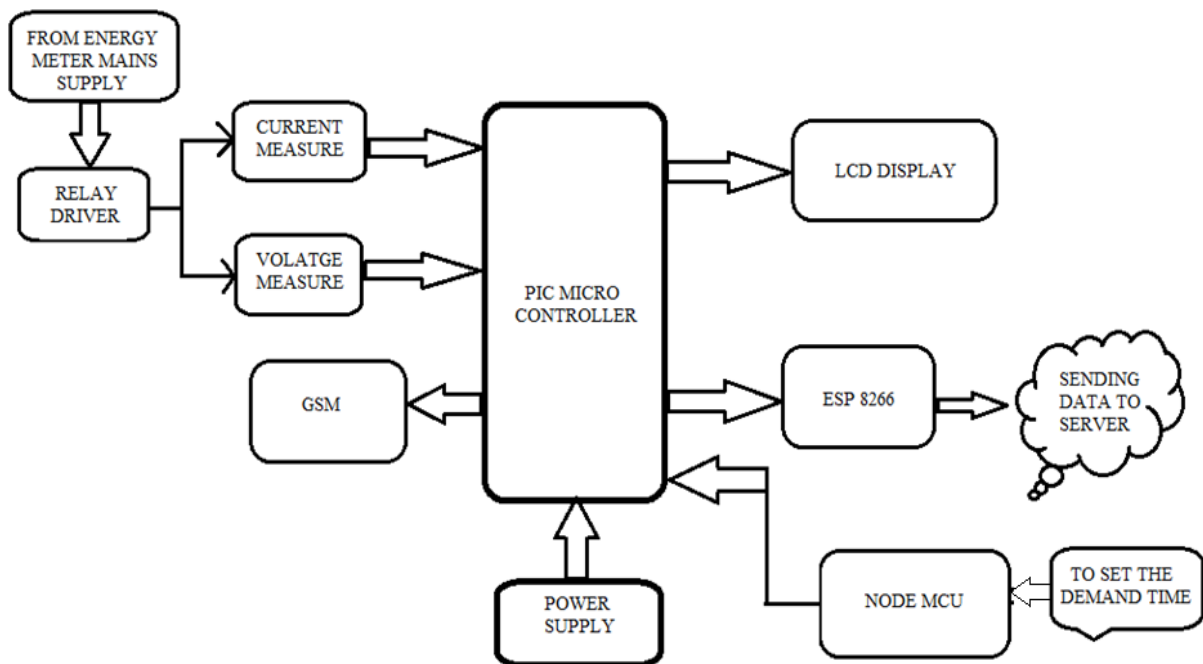 FROM ENERGY
METER MAINS
SUPPLY
RELAY
DRIVER
CURRENT
MEASURE
VOLATGE
MEASURE
GSM
PIC MICRO
CONTROLLER
POWER
SUPPLY
LCD DISPLAY
ESP 8266
SENDING
DATA TO
SERVER
NODE MCU
TO SET THE
DEMAND TIME